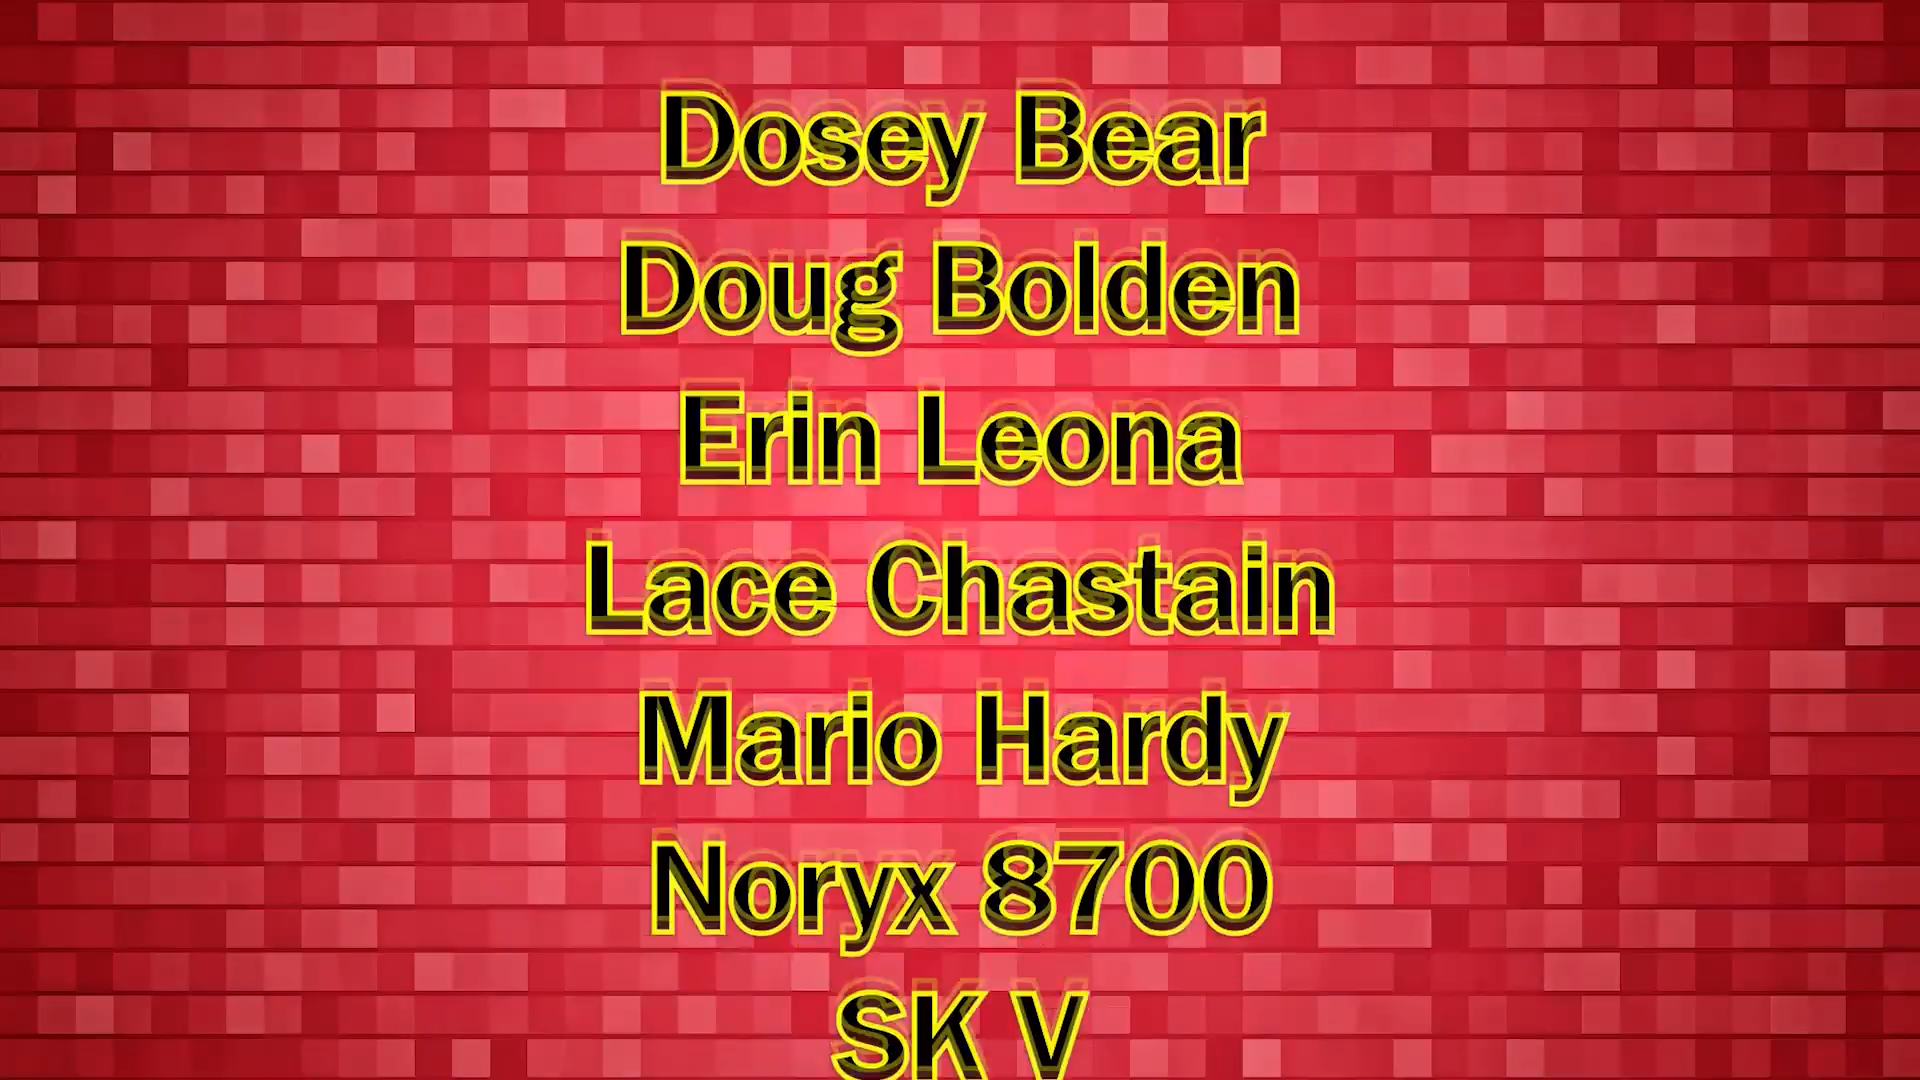 Dosey Bear
Doug Bolden
Erin Leona
Lace Chastain
Mario Hardy
Noryx 8700
SK V